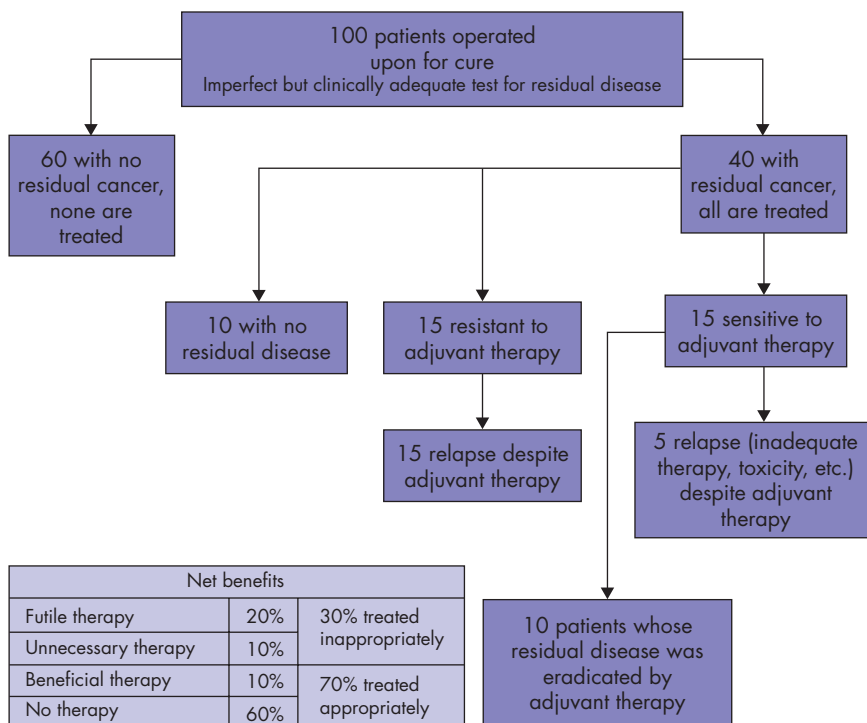 100 patients operated
upon for cure
Imperfect but clinically adequate test for residual disease
60 with no
residual cancer,
none are
treated
40 with
residual cancer,
all are treated
10 with no
residual disease
15 resistant to
adjuvant therapy
15 sensitive to
adjuvant therapy
15 relapse despite
adjuvant therapy
5 relapse (inadequate
therapy, toxicity, etc.)
despite adjuvant
therapy
10 patients whose
residual disease was
eradicated by
adjuvant therapy
Net benefits
Futile therapy 20% 30% treated
Unnecessary therapy 10% inappropriately
Beneficial therapy 10% 70% treated
No therapy 60% appropriately